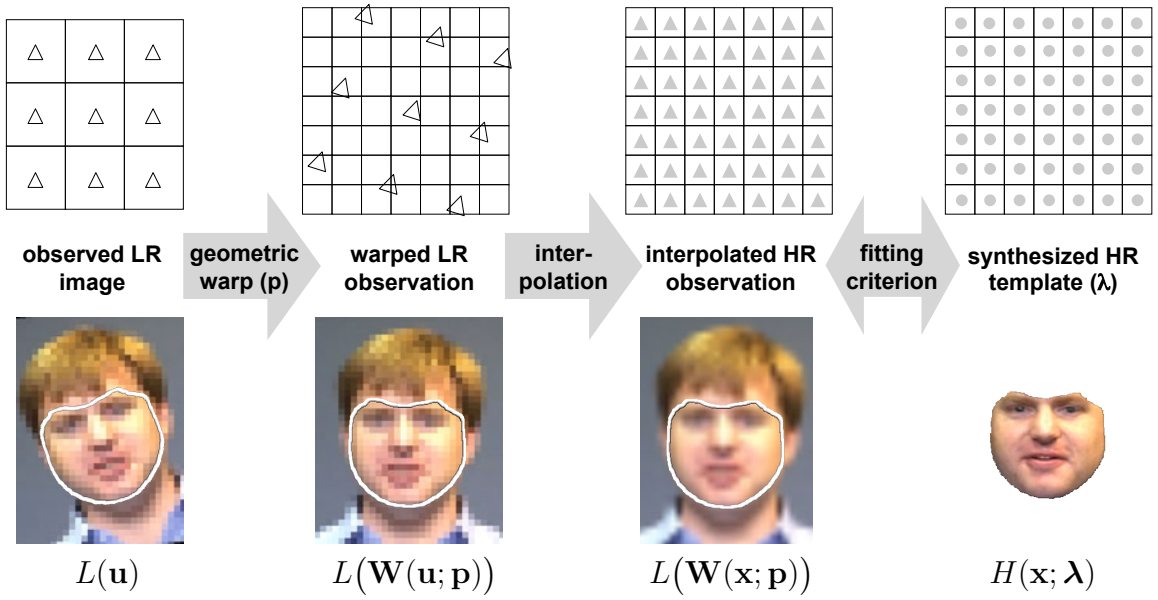 observed LR
image
geometric
warp (p)
warped LR
observation
inter-
polation
interpolated HR
observation
fitting
criterion
synthesized HR
template (λ)
L(u)
L(W(u; p))
L(W(x; p))
H(x; λ)